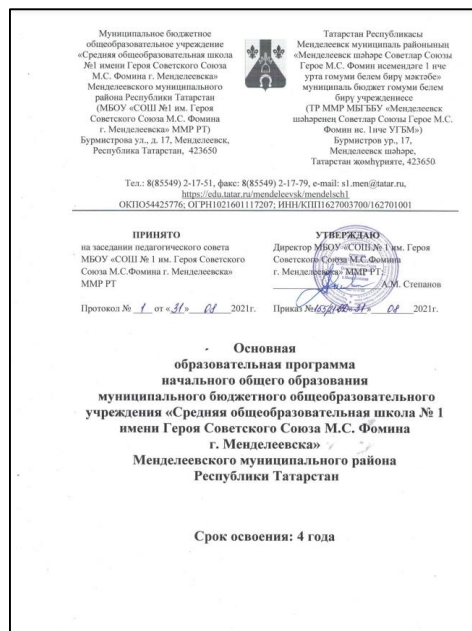 Муниципальное бюджетное
общеобразовательное учреждение
«Средняя общеобразовательная школа
№1 имени Героя Советского Союза
М.С. Фомина г. Менделеевска»
Менделеевского муниципального
района Республики Татарстан
(МБОУ «СОШ №1 им. Героя
Советского Союза М.С. Фомина
г. Менделеевска» ММР РТ)
Бурмистрова ул., д. 17, Менделеевск,
Республика Татарстан, 423650
Татарстан Республикасы
Менделеевск муниципаль районының
«Менделеевск шәһәре Советлар Союзы
Герое М.С. Фомин исемендәге 1 нче
урта гомуми белем бирү мәктәбе»
муниципаль бюджет гомуми белем
бирү учреждениесе
(ТР ММР МБГББУ «Менделеевск
шәһәренең Советлар Союзы Герое М.С.
Фомин ис. 1нче УГБМ»)
Бурмистров ур., 17,
Менделеевск шәһәре,
Татарстан җөмһүрияте, 423650
Тел.: 8(85549) 2-17-51, факс: 8(85549) 2-17-79, e-mail: s1.men@tatar.ru,
https://edu.tatar.ru/mendeleevsk/mendelsch1
ОКПО54425776; ОГРН1021601117207; ИНН/КПП1627003700/162701001
ПРИНЯТО
на заседании педагогического совета
МБОУ «СОШ № 1 им. Героя Советского
Союза М.С.Фомина г. Менделеевска»
ММР РТ
Протокол № 1 от «31» 08 2021г.
УТВЕРЖДАЮ
Директор МБОУ «СОШ № 1 им. Героя
Советского Союза М.С.Фомина
г. Менделеевска» ММР РТ;
А.М. Степанов
Приказ № «31» 08 2021г.
Основная
образовательная программа
начального общего образования
муниципального бюджетного общеобразовательного
учреждения «Средняя общеобразовательная школа № 1
имени Героя Советского Союза М.С. Фомина
г. Менделеевска»
Менделеевского муниципального района
Республики Татарстан
Срок освоения: 4 года